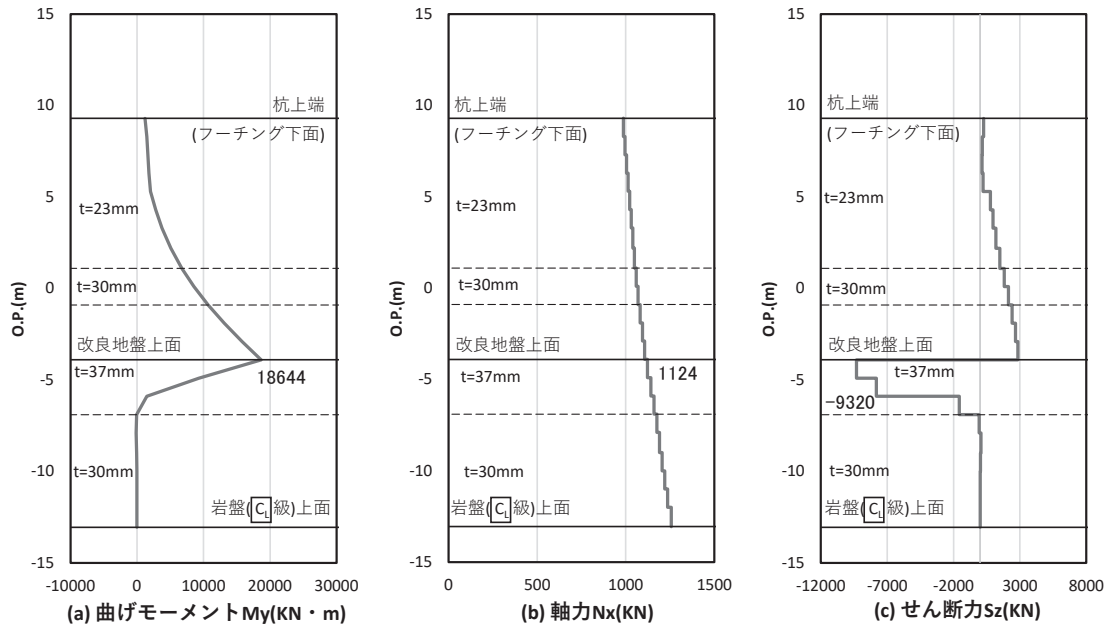 15
10
5
0
-5
-10
-15
O.P.(m)
杭上端
(フーチング下面)
t=23mm
t=30mm
改良地盤上面
t=37mm
18644
t=30mm
岩盤(CL級)上面
-10000 0 10000 20000 30000
(a) 曲げモーメントMy(KN・m)
15
10
5
0
-5
-10
-15
O.P.(m)
杭上端
(フーチング下面)
t=23mm
t=30mm
改良地盤上面
t=37mm
1124
t=30mm
岩盤(CL級)上面
0 500 1000 1500
(b) 軸力Nx(KN)
15
10
5
0
-5
-10
-15
O.P.(m)
杭上端
(フーチング下面)
t=23mm
t=30mm
改良地盤上面
t=37mm
-9320
t=30mm
岩盤(CL級)上面
-12000 -7000 -2000 3000 8000
(c) せん断力Sz(KN)